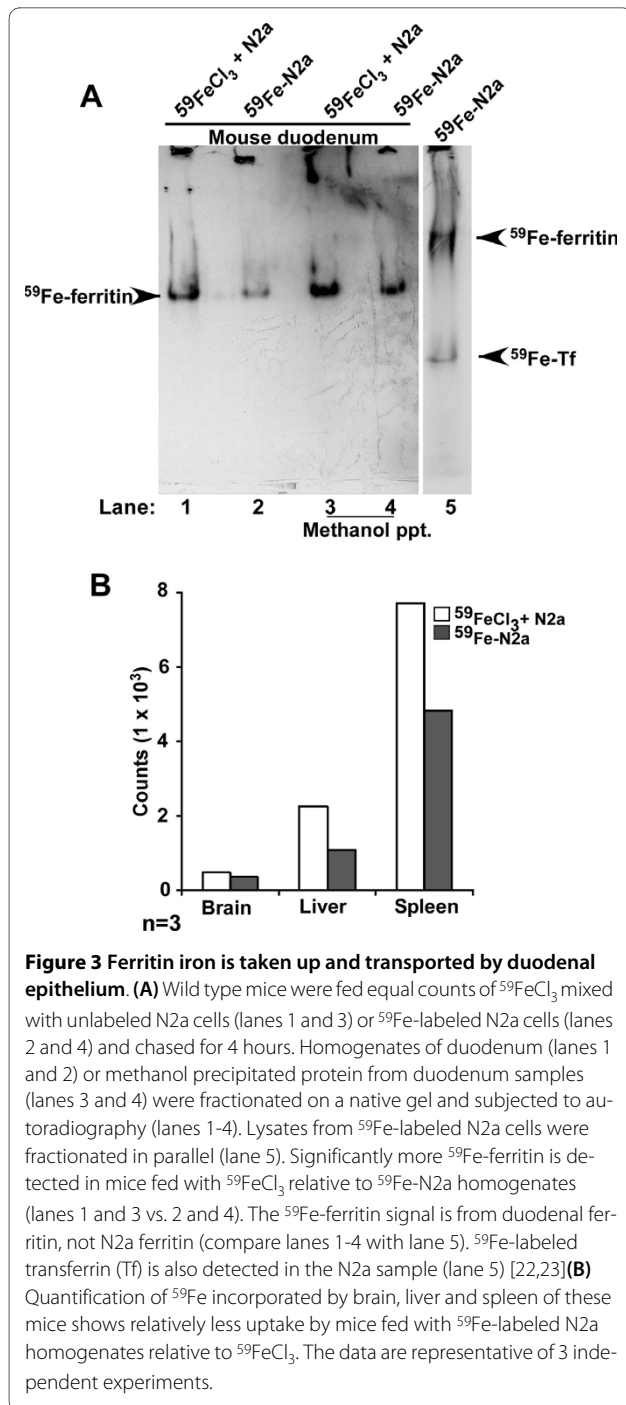 A
⁵⁹FeCl₃ + N2a
⁵⁹Fe-N2a
⁵⁹FeCl₃ + N2a
⁵⁹Fe-N2a
⁵⁹Fe-N2a
Mouse duodenum
⁵⁹Fe-ferritin
⁵⁹Fe-ferritin
⁵⁹Fe-Tf
Lane: 1 2 3 4 5
Methanol ppt.
B
8
6
4
2
0
Counts (1 x 10³)
⁵⁹FeCl₃+ N2a
⁵⁹Fe-N2a
Brain Liver Spleen
n=3
Figure 3 Ferritin iron is taken up and transported by duodenal
epithelium. (A) Wild type mice were fed equal counts of ⁵⁹FeCl₃ mixed
with unlabeled N2a cells (lanes 1 and 3) or ⁵⁹Fe-labeled N2a cells (lanes
2 and 4) and chased for 4 hours. Homogenates of duodenum (lanes 1
and 2) or methanol precipitated protein from duodenum samples
(lanes 3 and 4) were fractionated on a native gel and subjected to au-
toradiography (lanes 1-4). Lysates from ⁵⁹Fe-labeled N2a cells were
fractionated in parallel (lane 5). Significantly more ⁵⁹Fe-ferritin is de-
tected in mice fed with ⁵⁹FeCl₃ relative to ⁵⁹Fe-N2a homogenates
(lanes 1 and 3 vs. 2 and 4). The ⁵⁹Fe-ferritin signal is from duodenal fer-
ritin, not N2a ferritin (compare lanes 1-4 with lane 5). ⁵⁹Fe-labeled
transferrin (Tf) is also detected in the N2a sample (lane 5) [22,23](B)
Quantification of ⁵⁹Fe incorporated by brain, liver and spleen of these
mice shows relatively less uptake by mice fed with ⁵⁹Fe-labeled N2a
homogenates relative to ⁵⁹FeCl₃. The data are representative of 3 inde-
pendent experiments.